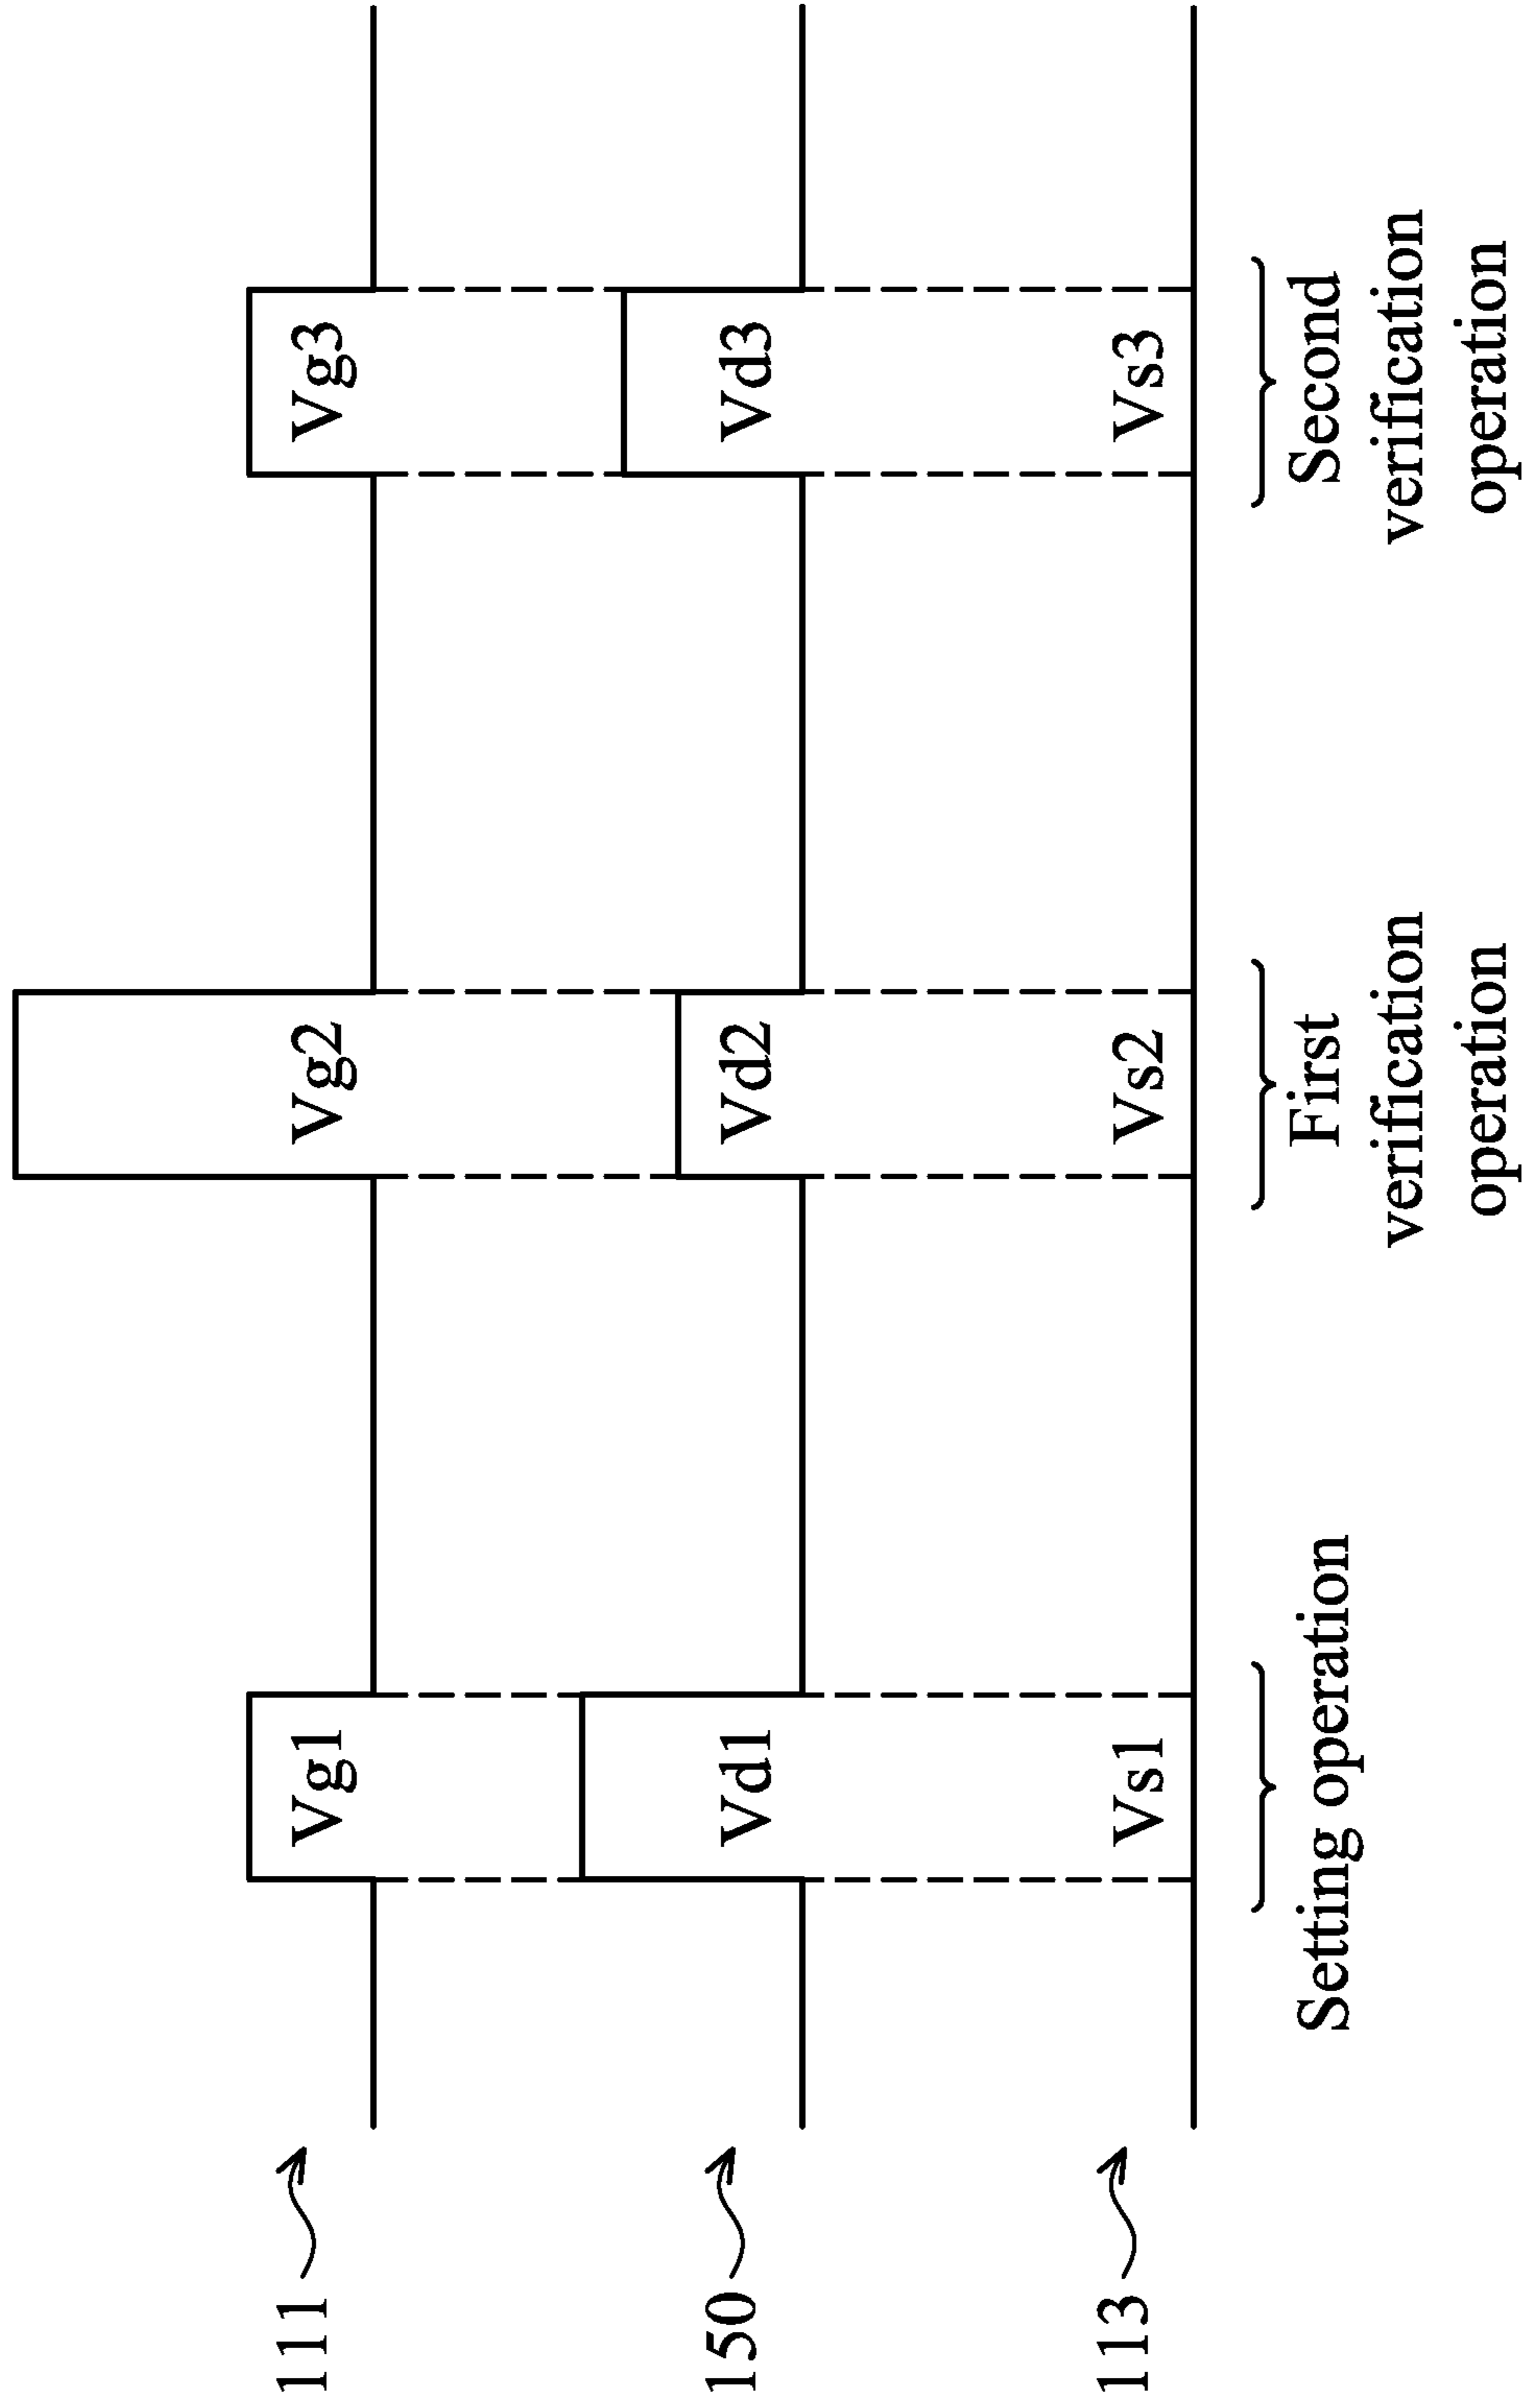 111
Vg1
Vg2
Vg3
150
Vd1
Vd2
Vd3
113
Vs1
Vs2
Vs3
Setting operation
First
verification
operation
Second
verification
operation